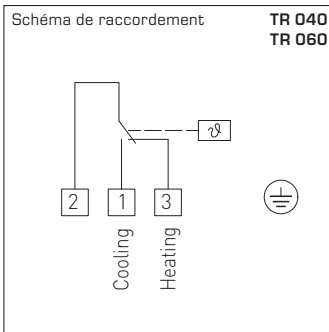 Schéma de raccordement
TR 040
TR 060
ϑ
2 1 3
Cooling
Heating